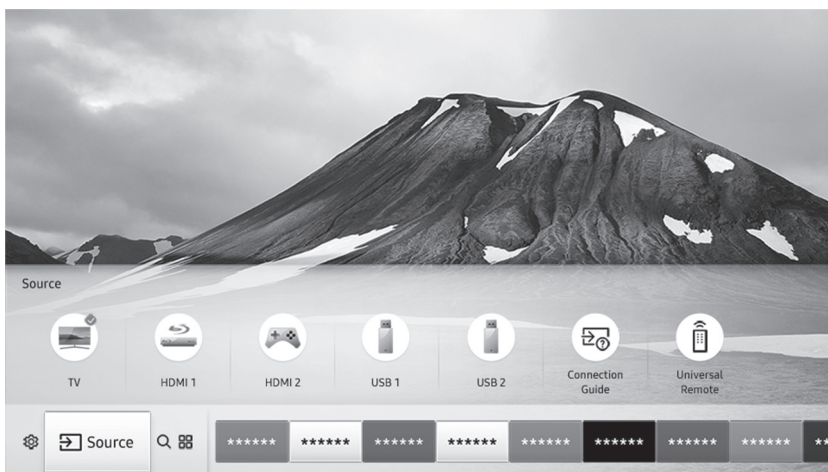 Source
TV
HDMI 1
HDMI 2
USB 1
USB 2
Connection
Guide
Universal
Remote
Source
****** ****** ****** ****** ****** ****** ****** ****** **